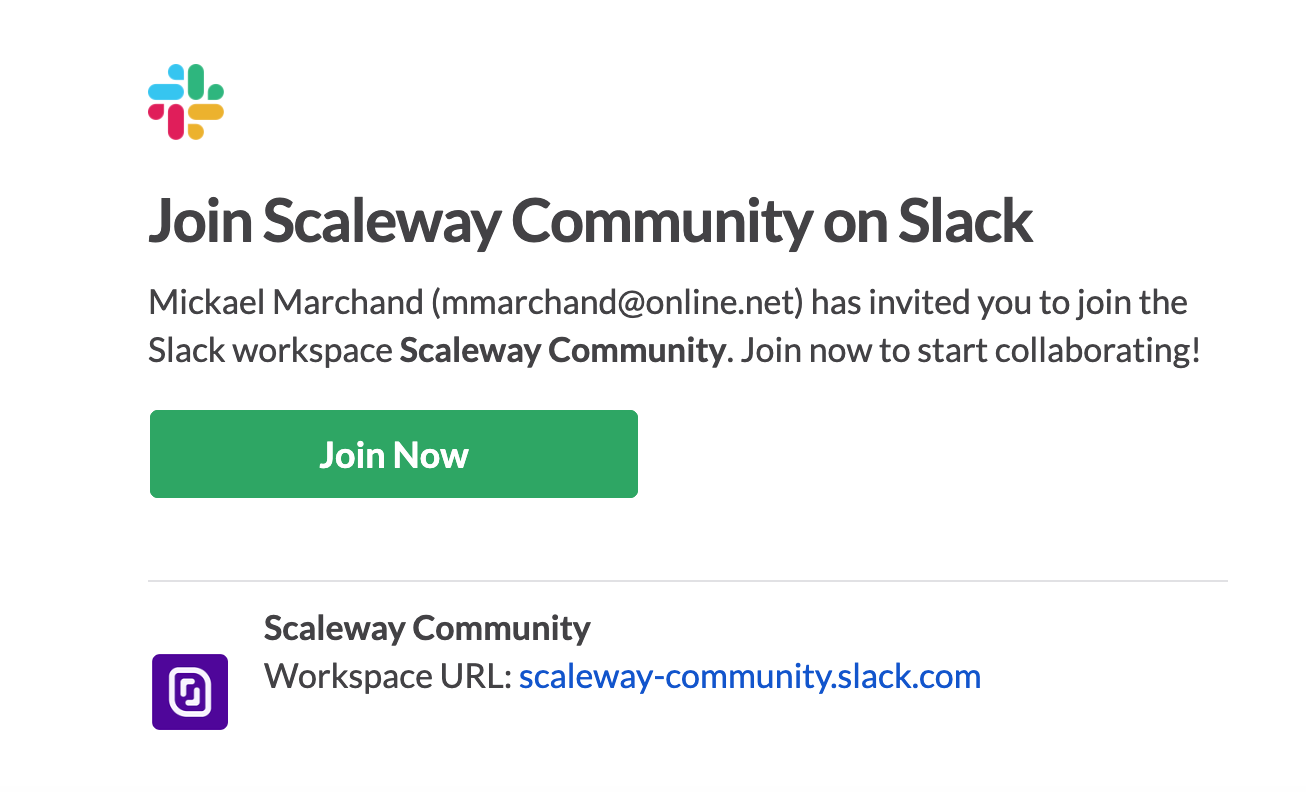 Join Scaleway Community on Slack
Mickael Marchand (mmarchand@online.net) has invited you to join the
Slack workspace Scaleway Community. Join now to start collaborating!
Join Now
Scaleway Community
Workspace URL: scaleway-community.slack.com